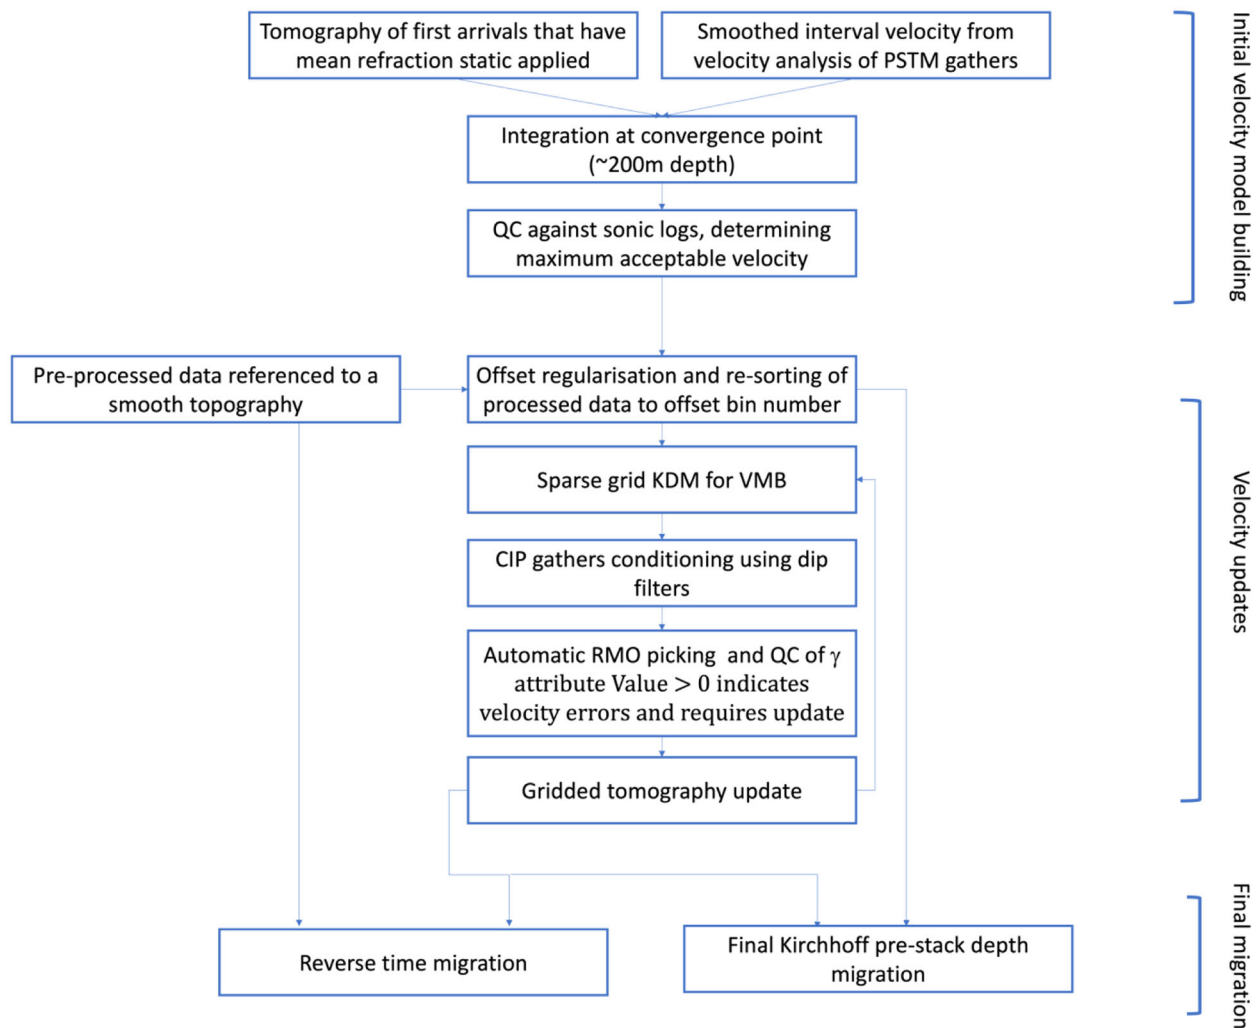 Tomography of first arrivals that have
mean refraction static applied
Smoothed interval velocity from
velocity analysis of PSTM gathers
Integration at convergence point
(~200m depth)
QC against sonic logs, determining
maximum acceptable velocity
Initial velocity model building
Pre-processed data referenced to a
smooth topography
Offset regularisation and re-sorting of
processed data to offset bin number
Sparse grid KDM for VMB
CIP gathers conditioning using dip
filters
Automatic RMO picking and QC of γ
attribute Value > 0 indicates
velocity errors and requires update
Gridded tomography update
Velocity updates
Reverse time migration
Final Kirchhoff pre-stack depth
migration
Final migration